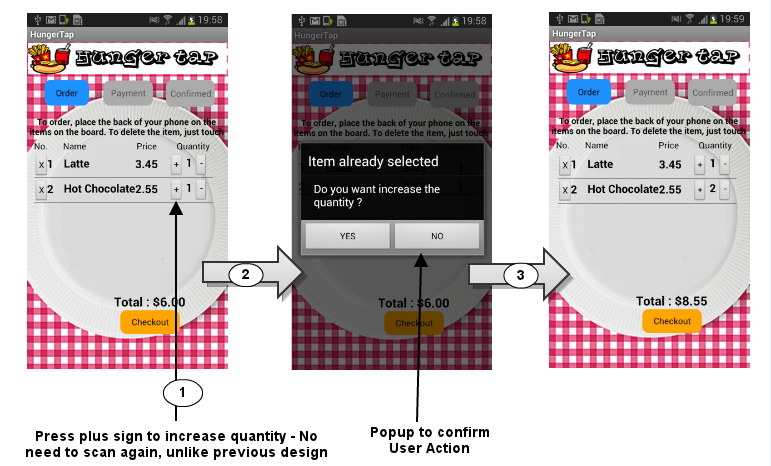 19:58
HungerTap
Hunger tap
Order Payment Confirmed
To order, place the back of your phone on the
items on the board. To delete the item, just touch
No. Name Price Quantity
x 1 Latte 3.45 + 1 -
x 2 Hot Chocolate 2.55 + 1 -
Total : $6.00
Checkout
1
Press plus sign to increase quantity - No
need to scan again, unlike previous design
2
19:58
HungerTap
Hunger tap
Order Payment Confirmed
To order, place the back of your phone on the
items on the board. To delete the item, just touch
Item already selected
Do you want increase the
quantity ?
YES NO
Total : $6.00
Checkout
Popup to confirm
User Action
3
19:59
HungerTap
Hunger tap
Order Payment Confirmed
To order, place the back of your phone on the
items on the board. To delete the item, just touch
No. Name Price Quantity
x 1 Latte 3.45 + 1 -
x 2 Hot Chocolate 2.55 + 2 -
Total : $8.55
Checkout